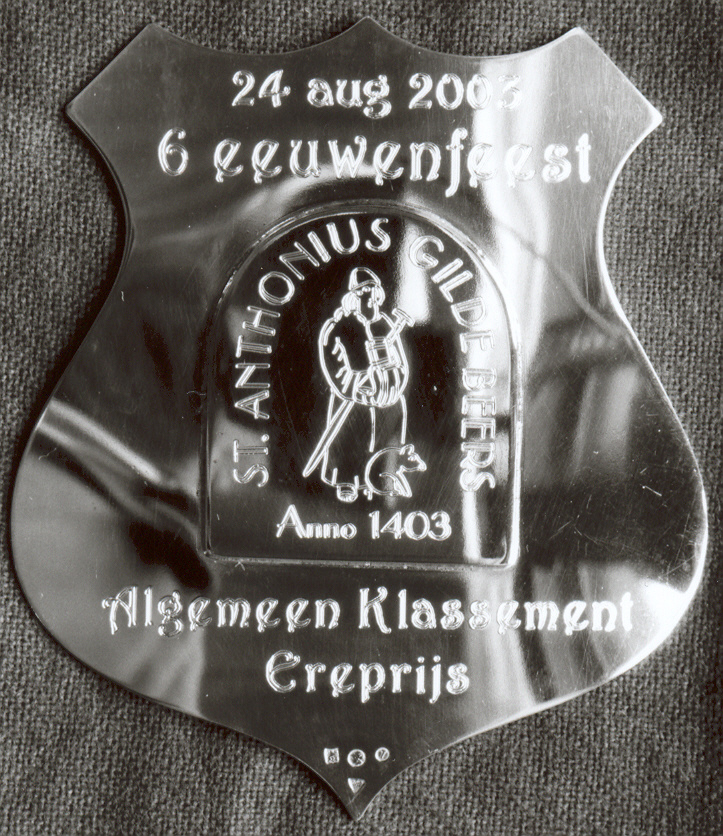 24 aug 2003
6 eeuwenfeest
ST. ANTHONIUS GILDE BEERS
Anno 1403
Algemeen Klassement
Ereprijs